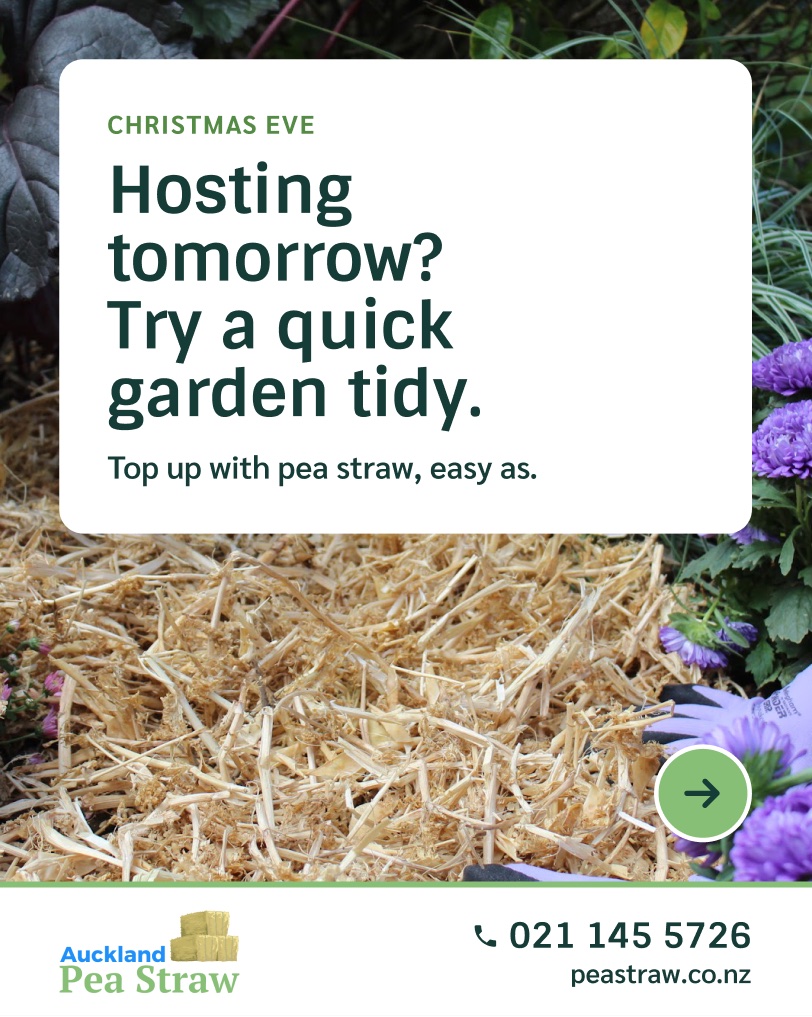 CHRISTMAS EVE
Hosting
tomorrow?
Try a quick
garden tidy.
Top up with pea straw, easy as.
Auckland
Pea Straw
021 145 5726
peastraw.co.nz